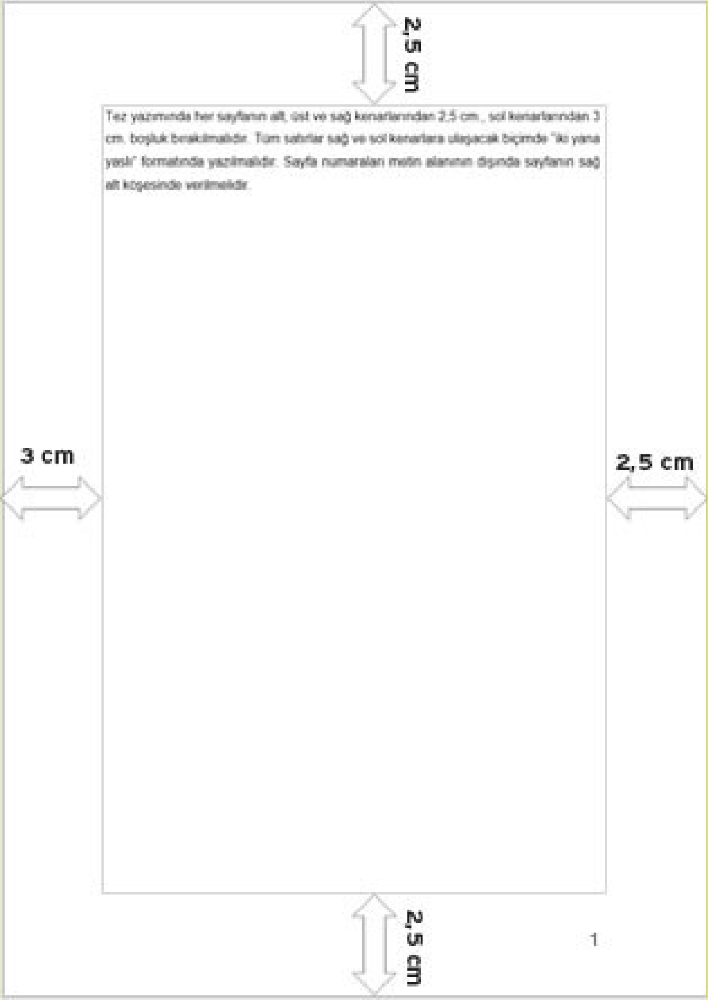 2,5 cm
Tez yazımında her sayfanın alt, üst ve sağ kenarlarından 2,5 cm., sol kenarlarından 3
cm. boşluk bırakılmalıdır. Tüm satırlar sağ ve sol kenarlara ulaşacak biçimde "iki yana
yaslı" formatında yazılmalıdır. Sayfa numaraları metin alanının dışında sayfanın sağ
alt köşesinde verilmelidir.
3 cm
2,5 cm
2,5 cm
1